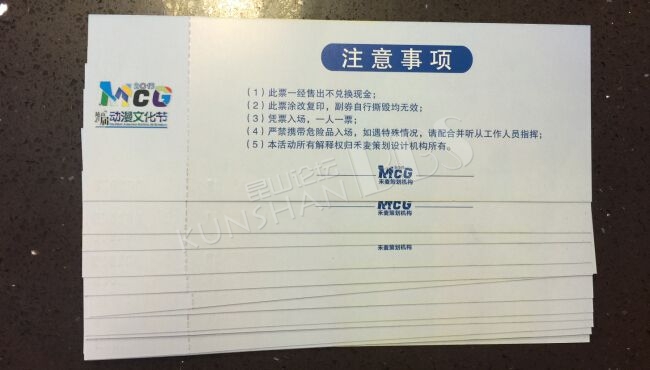 注意事项
2015
MCG
动漫文化节
(1) 此票一经售出不兑换现金;
(2) 此票涂改复印,副券自行撕毁均无效;
(3) 凭票入场,一人一票;
(4) 严禁携带危险品入场,如遇特殊情况,请配合并听从工作人员指挥;
(5) 本活动所有解释权归禾麦策划设计机构所有。
MCG
禾麦策划机构
MCG
禾麦策划机构
禾麦策划机构
昆山论坛
KUNSHAN BBS